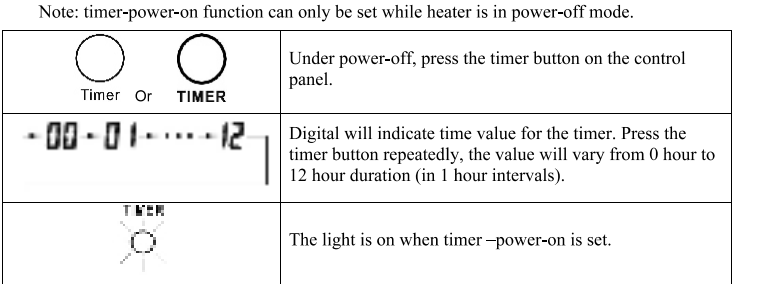 Note: timer-power-on function can only be set while heater is in power-off mode.
Timer Or TIMER
Under power-off, press the timer button on the control
panel.
00 - 01 - ···· - 12
Digital will indicate time value for the timer. Press the
timer button repeatedly, the value will vary from 0 hour to
12 hour duration (in 1 hour intervals).
TIMER
The light is on when timer –power-on is set.